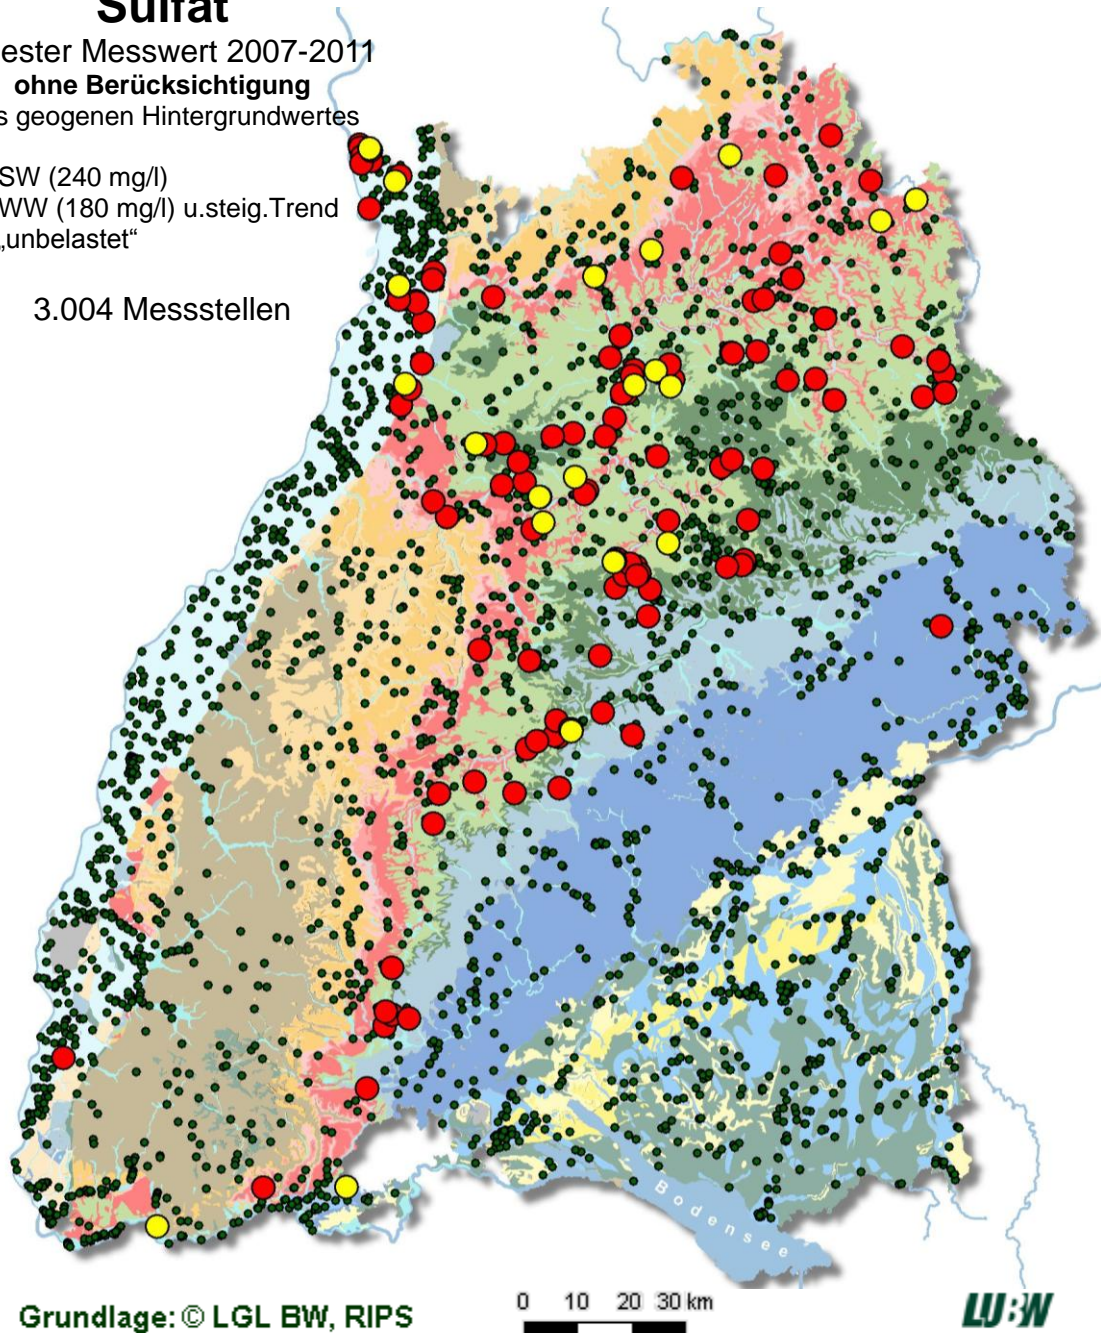 Sulfat
ester Messwert 2007-2011
ohne Berücksichtigung
s geogenen Hintergrundwertes
SW (240 mg/l)
WW (180 mg/l) u.steig.Trend
„unbelastet“
3.004 Messstellen
Bodensee
Grundlage: © LGL BW, RIPS
0 10 20 30 km
LUBW